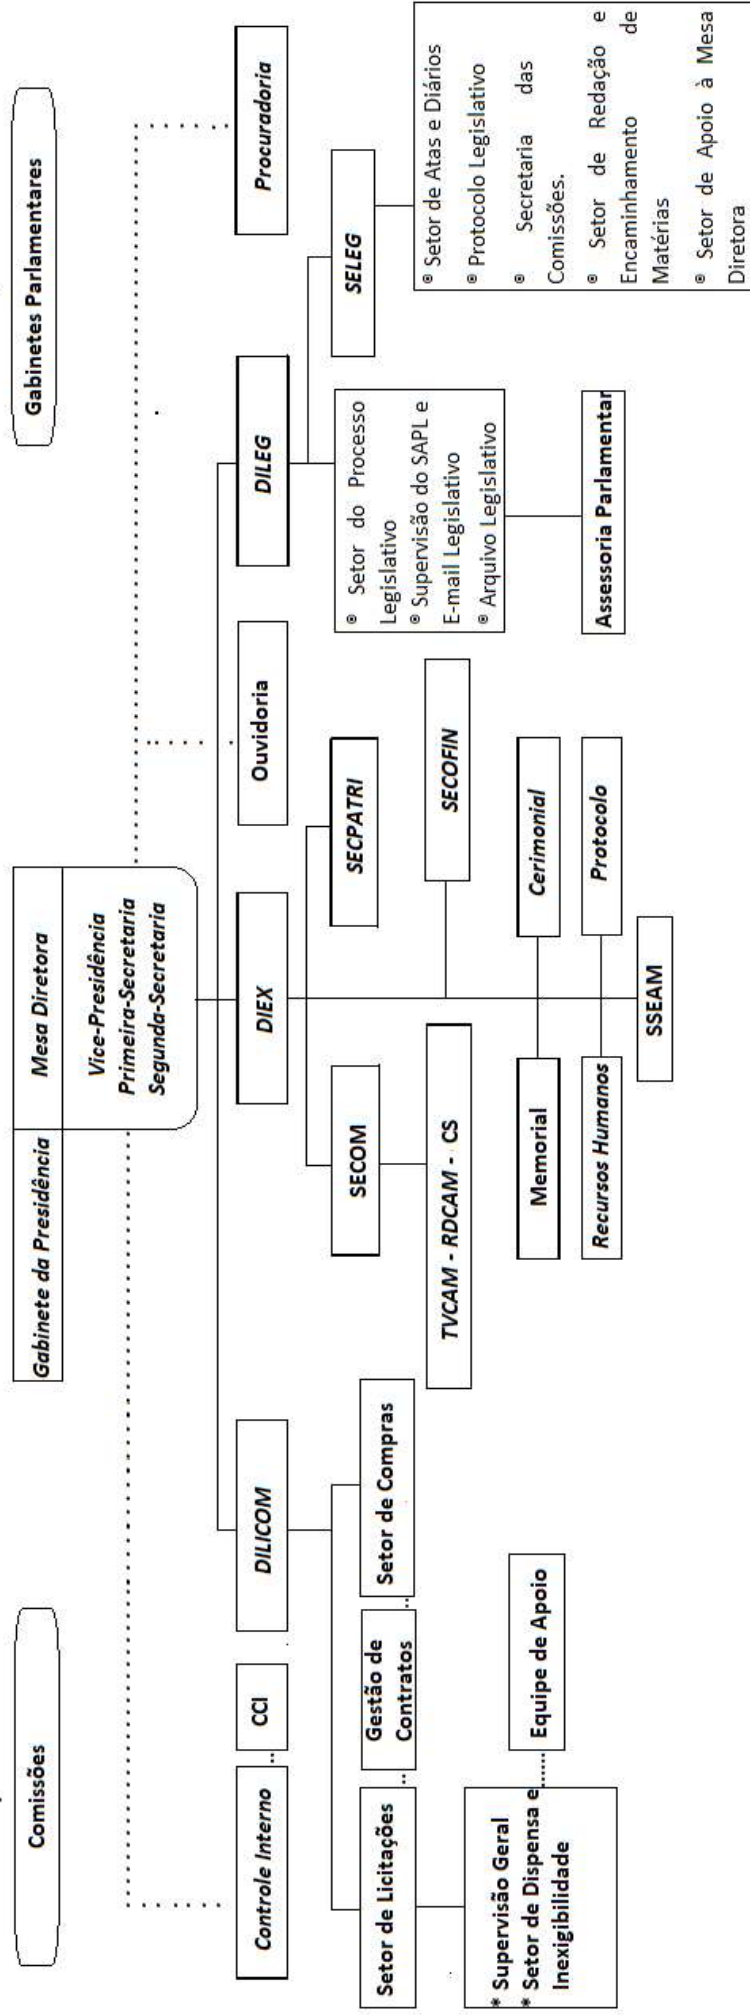 Comissões
Gabinete da Presidência
Mesa Diretora
Gabinetes Parlamentares
Vice-Presidência
Primeira-Secretaria
Segunda-Secretaria
Controle Interno
CCI
DILICOM
DIEX
Ouvidoria
DILEG
Procuradoria
Setor de Licitações
Gestão de
Contratos
Setor de Compras
SECOM
SECPATRI
SELEG
* Supervisão Geral
* Setor de Dispensa e
Inexigibilidade
Equipe de Apoio
TVCAM - RDCAM - CS
SECOFIN
Memorial
Cerimonial
Recursos Humanos
Protocolo
SSEAM
⊙ Setor do Processo
Legislativo
⊙ Supervisão do SAPL e
E-mail Legislativo
⊙ Arquivo Legislativo
Assessoria Parlamentar
⊙ Setor de Atas e Diários
⊙ Protocolo Legislativo
⊙ Secretaria das
Comissões.
⊙ Setor de Redação e
Encaminhamento de
Matérias
⊙ Setor de Apoio à Mesa
Diretora